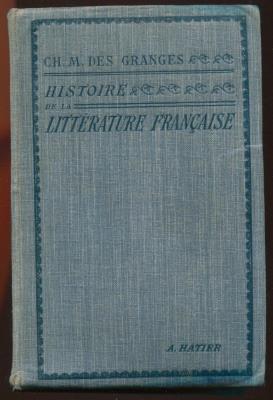 CH. M. DES GRANGES
HISTOIRE
DE LA
LITTÉRATURE FRANÇAISE
A. HATIER